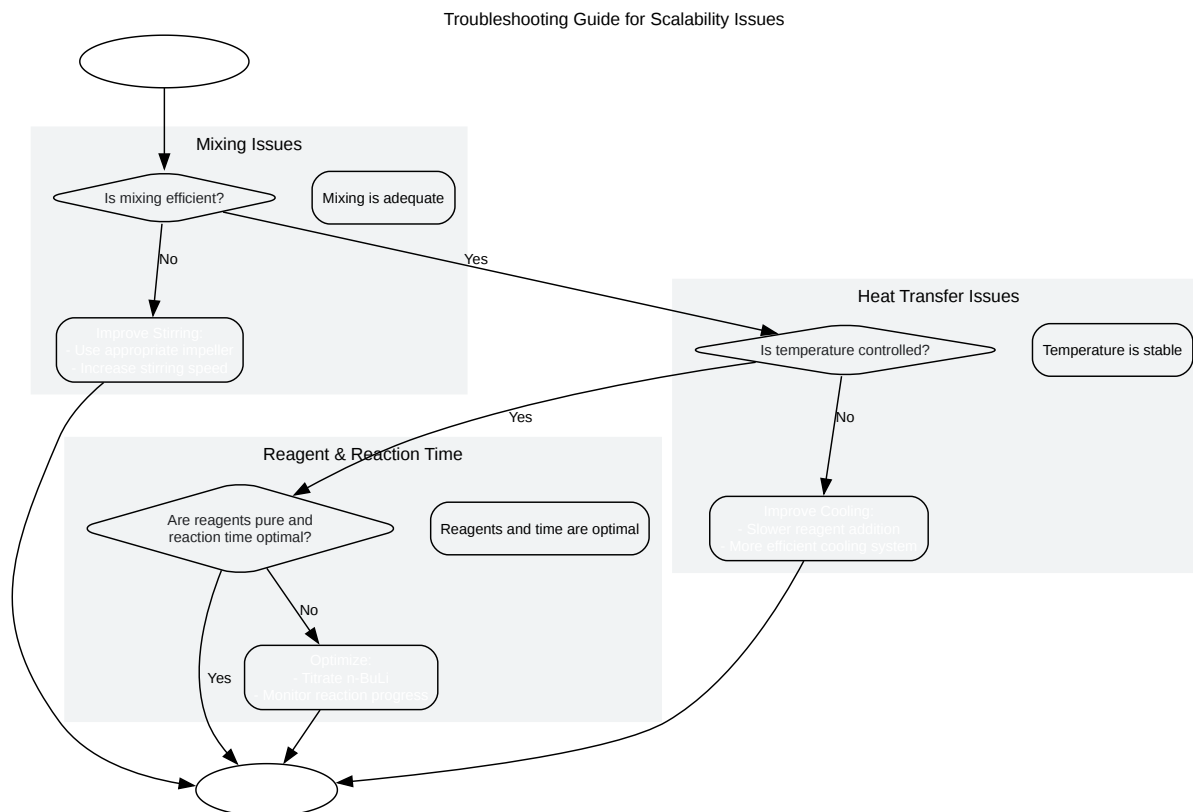 Troubleshooting Guide for Scalability Issues
Mixing Issues
Is mixing efficient?
Mixing is adequate
No
Yes
Improve Stirring:
- Use appropriate impeller
- Increase stirring speed
Heat Transfer Issues
Is temperature controlled?
Temperature is stable
Yes
No
Reagent & Reaction Time
Are reagents pure and
reaction time optimal?
Reagents and time are optimal
Improve Cooling:
- Slower reagent addition
- More efficient cooling system
No
Yes
Optimize:
- Titrate n-BuLi
- Monitor reaction progress